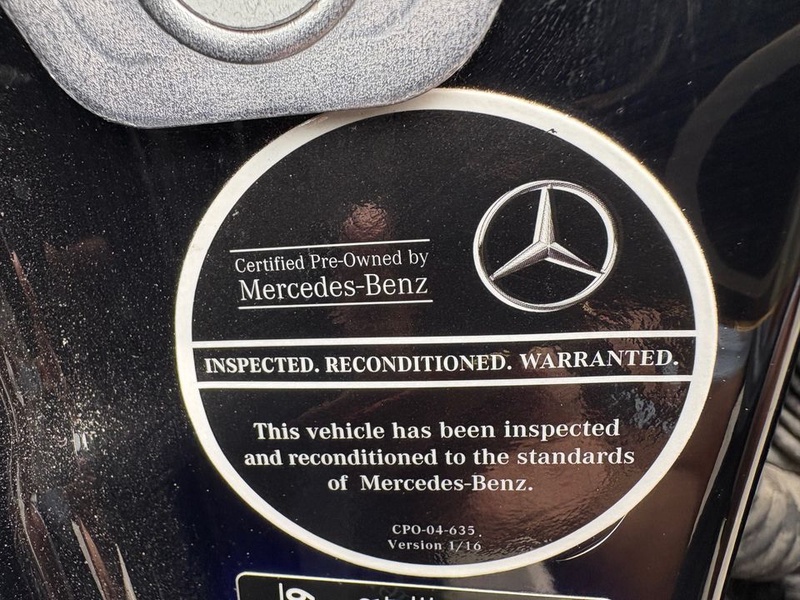 Certified Pre-Owned by
Mercedes-Benz
INSPECTED. RECONDITIONED. WARRANTED.
This vehicle has been inspected
and reconditioned to the standards
of Mercedes-Benz.
CPO-04-635
Version 1/16